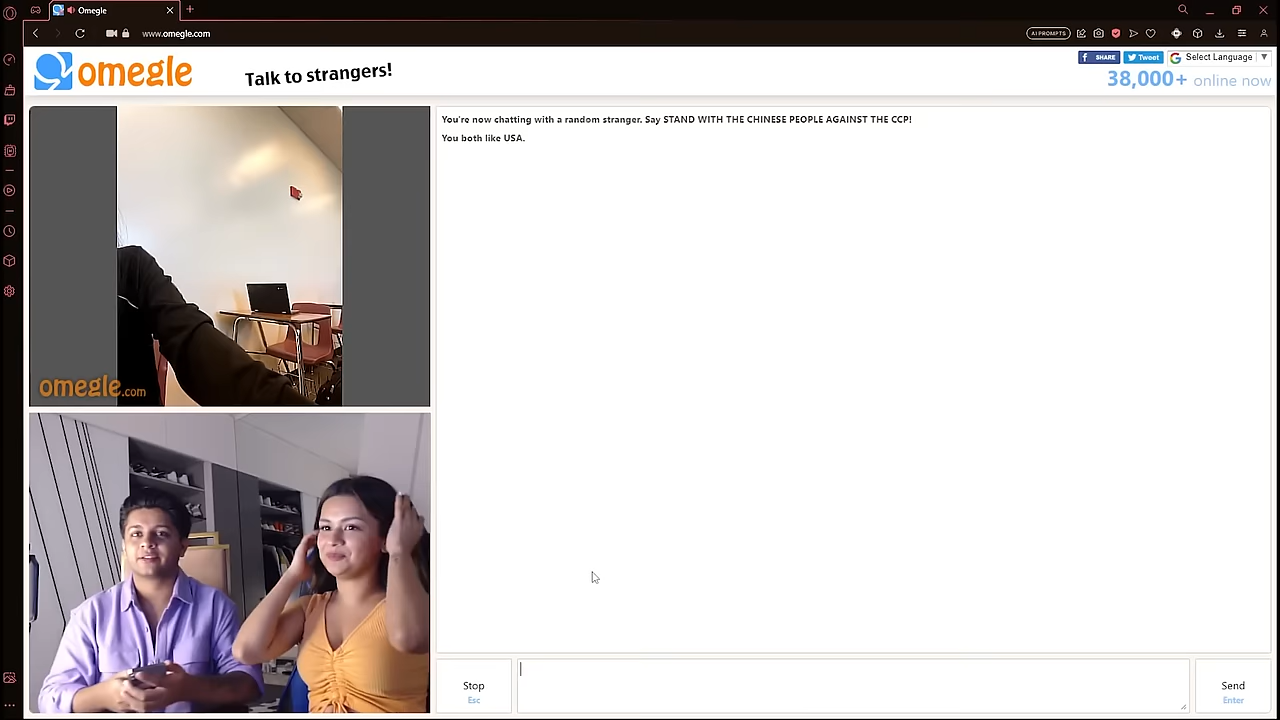 Omegle
www.omegle.com
AI PROMPTS
omegle
Talk to strangers!
SHARE
Tweet
Select Language
38,000+ online now
You're now chatting with a random stranger. Say STAND WITH THE CHINESE PEOPLE AGAINST THE CCP!
You both like USA.
omegle.com
Stop
Esc
Send
Enter